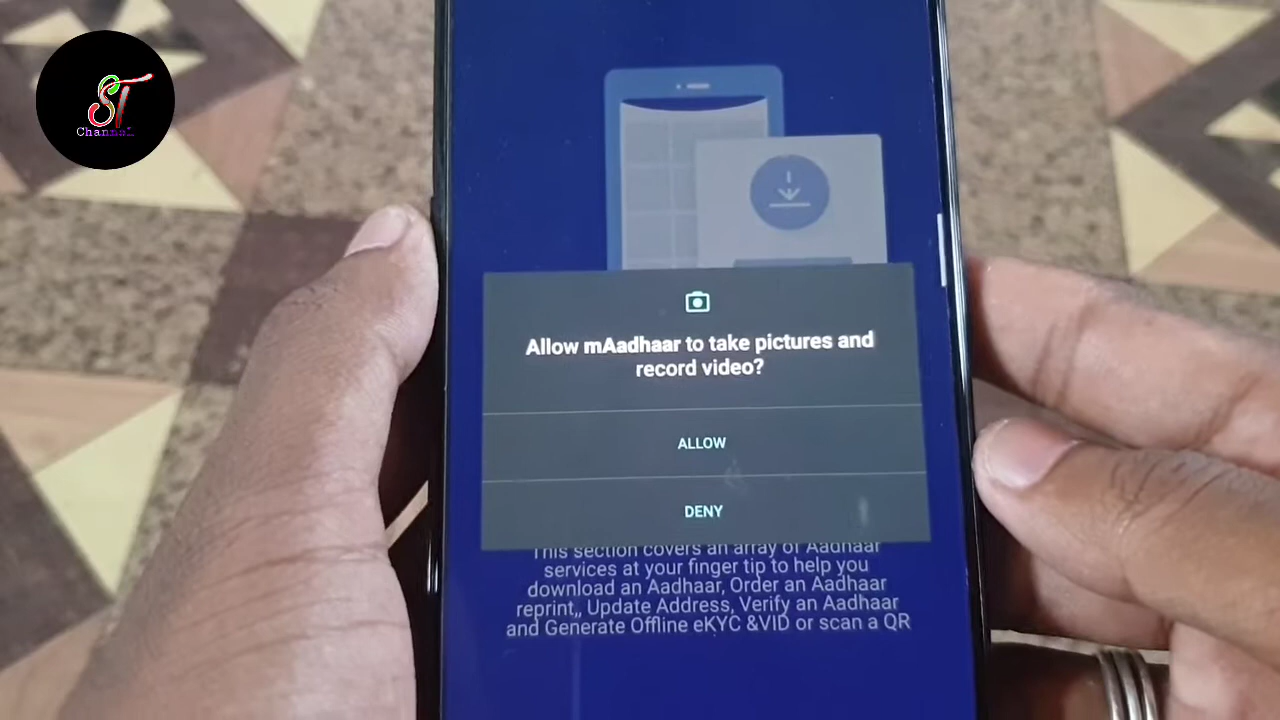 ST
Channel
Allow mAadhaar to take pictures and
record video?
ALLOW
DENY
This section covers an array of Aadhaar
services at your finger tip to help you
download an Aadhaar, Order an Aadhaar
reprint,, Update Address, Verify an Aadhaar
and Generate Offline eKYC &VID or scan a QR